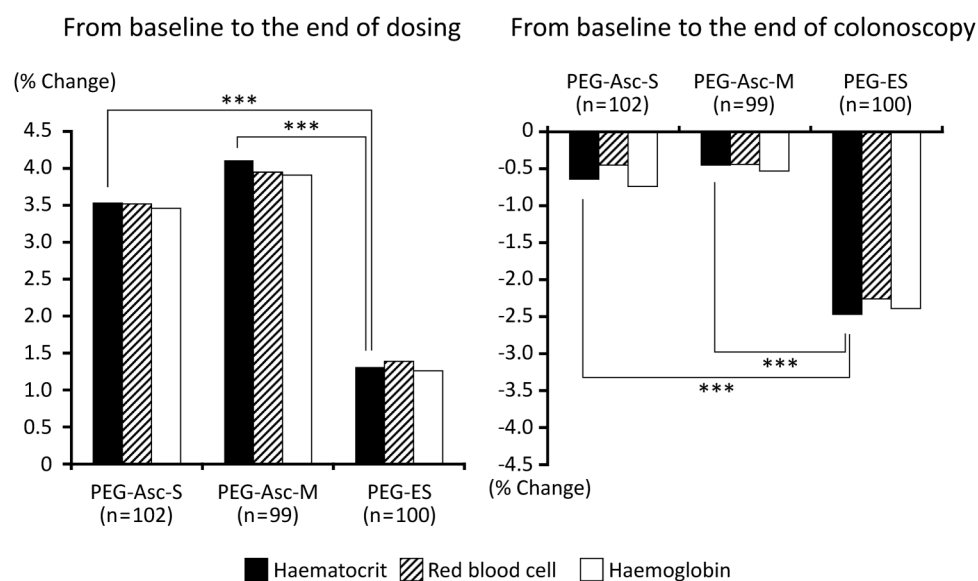 From baseline to the end of dosing
(% Change)
***
***
4.5
4.0
3.5
3.0
2.5
2.0
1.5
1.0
0.5
0
PEG-Asc-S
(n=102)
PEG-Asc-M
(n=99)
PEG-ES
(n=100)
From baseline to the end of colonoscopy
PEG-Asc-S
(n=102)
PEG-Asc-M
(n=99)
PEG-ES
(n=100)
0
-0.5
-1.0
-1.5
-2.0
-2.5
-3.0
-3.5
-4.0
-4.5
***
***
(% Change)
Haematocrit
Red blood cell
Haemoglobin